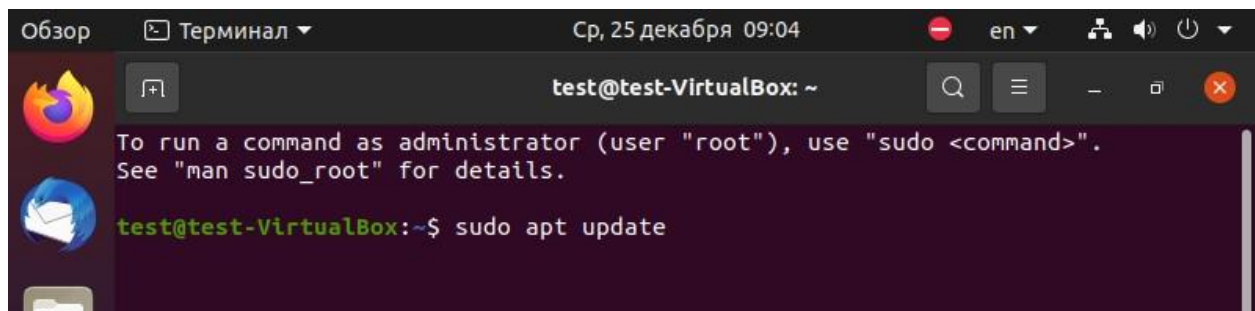 Обзор Терминал Ср, 25 декабря 09:04 en
test@test-VirtualBox: ~
To run a command as administrator (user "root"), use "sudo <command>".
See "man sudo_root" for details.
test@test-VirtualBox:~$ sudo apt update